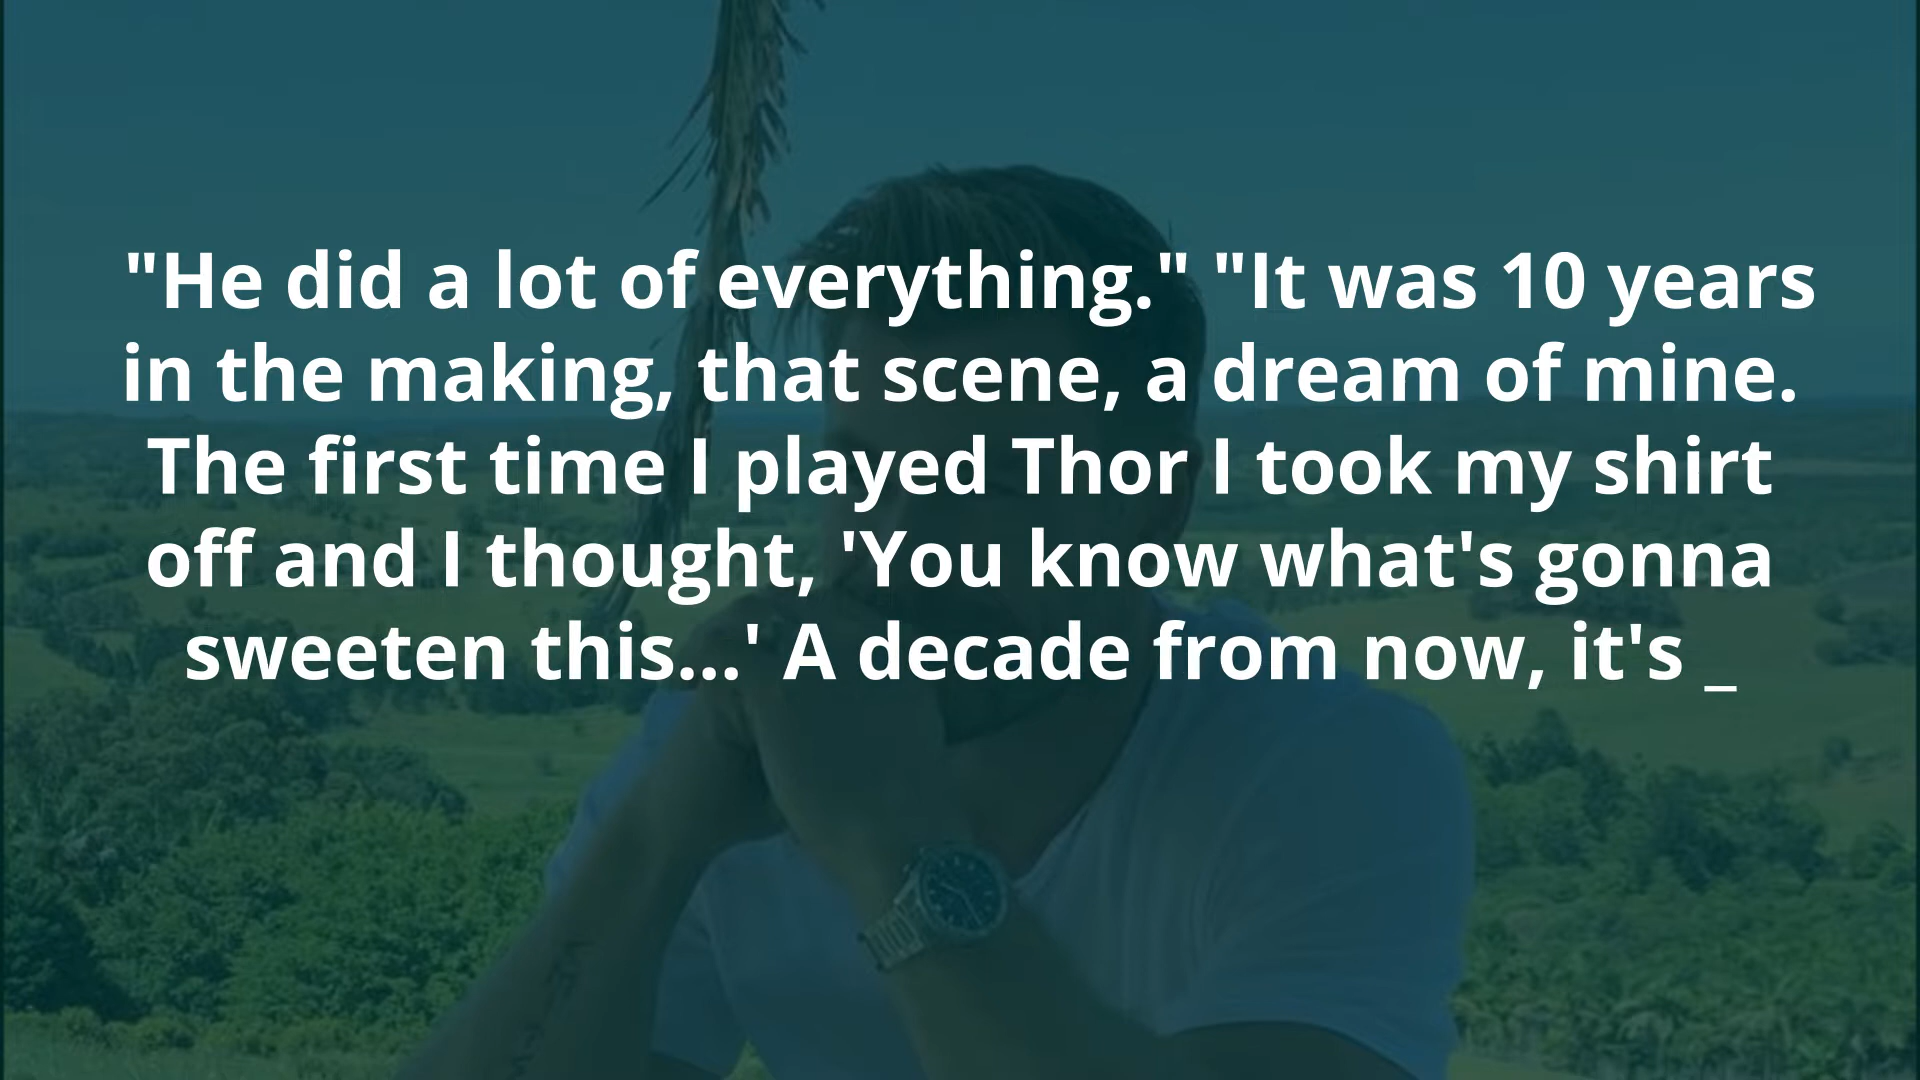 "He did a lot of everything." "It was 10 years
in the making, that scene, a dream of mine.
The first time I played Thor I took my shirt
off and I thought, 'You know what's gonna
sweeten this...' A decade from now, it's _